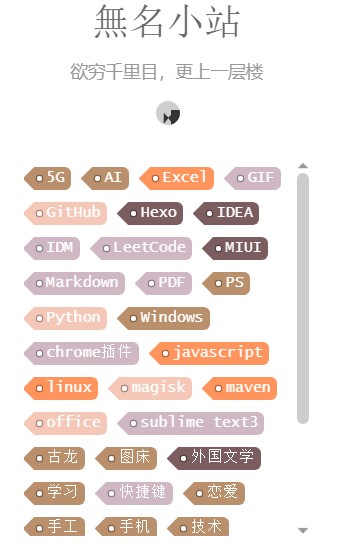 無名小站
欲穷千里目，更上一层楼
5G AI Excel GIF
GitHub Hexo IDEA
IDM LeetCode MIUI
Markdown PDF PS
Python Windows
chrome插件 javascript
linux magisk maven
office sublime text3
古龙 图床 外国文学
学习 快捷键 恋爱
手工 手机 技术